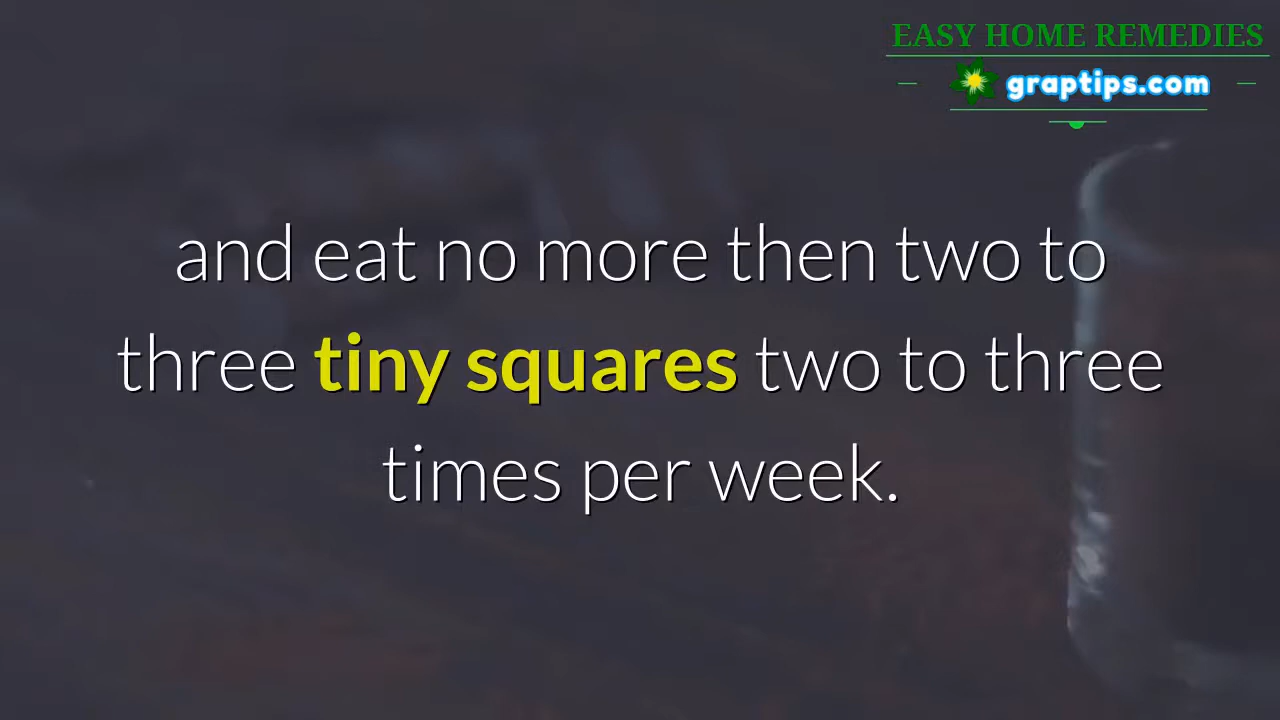 EASY HOME REMEDIES
graptips.com
and eat no more then two to
three tiny squares two to three
times per week.